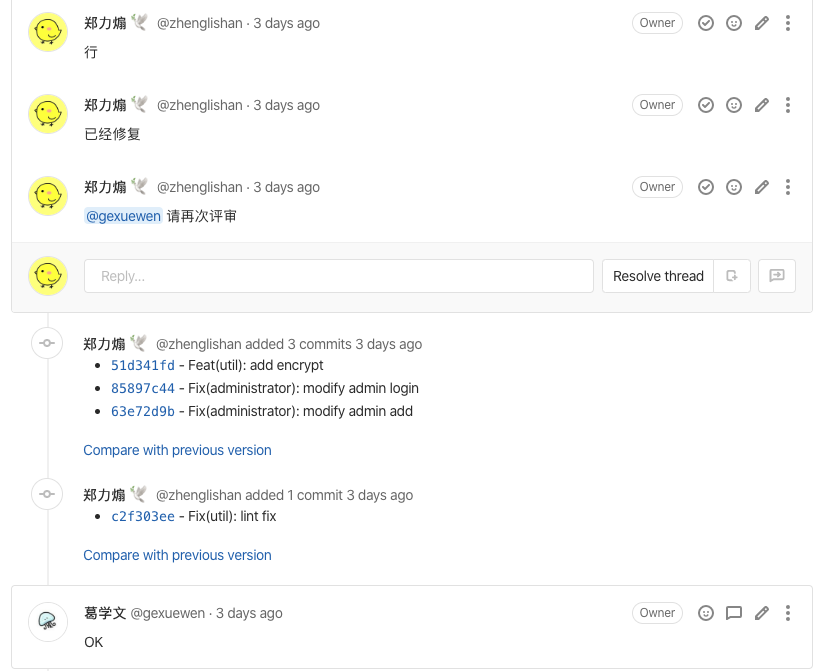 郑力煽 🕊 @zhenglishan · 3 days ago Owner
行
郑力煽 🕊 @zhenglishan · 3 days ago Owner
已经修复
郑力煽 🕊 @zhenglishan · 3 days ago Owner
@gexuewen 请再次评审
Reply... Resolve thread
郑力煽 🕊 @zhenglishan added 3 commits 3 days ago
• 51d341fd - Feat(util): add encrypt
• 85897c44 - Fix(administrator): modify admin login
• 63e72d9b - Fix(administrator): modify admin add
Compare with previous version
郑力煽 🕊 @zhenglishan added 1 commit 3 days ago
• c2f303ee - Fix(util): lint fix
Compare with previous version
葛学文 @gexuewen · 3 days ago Owner
OK